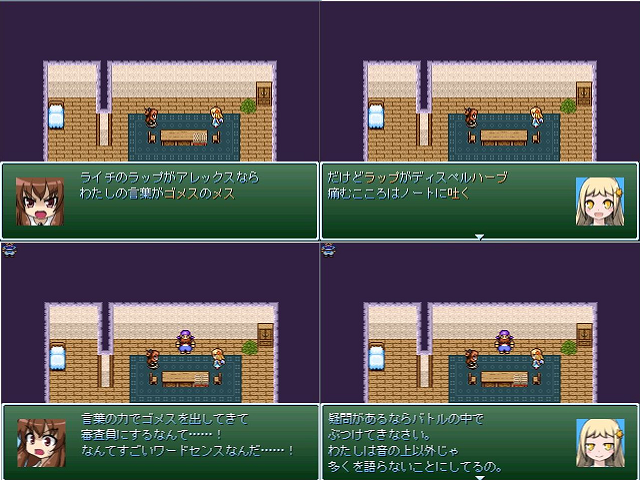 ライチのラップがアレックスなら
わたしの言葉がゴメスのメス
だけどラップがディスペルハーブ
痛むこころはノートに吐く
言葉の力でゴメスを出してきて
審査員にするなんて……！
なんてすごいワードセンスなんだ……！
疑問があるならバトルの中で
ぶつけてきなさい。
わたしは音の上以外じゃ
多くを語らないことにしてるの。